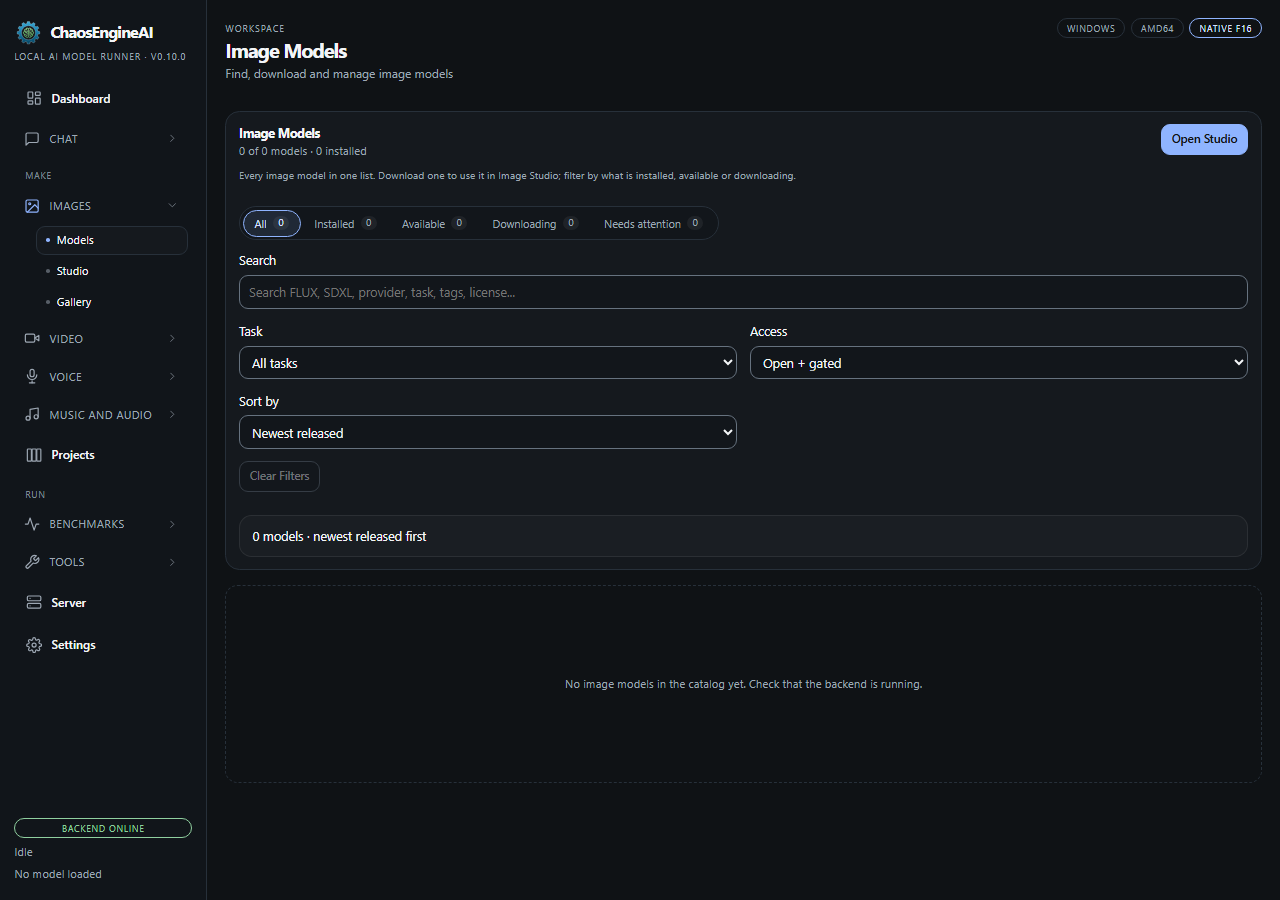 ChaosEngineAI
LOCAL AI MODEL RUNNER · V0.10.0
Dashboard
CHAT
MAKE
IMAGES
Models
Studio
Gallery
VIDEO
VOICE
MUSIC AND AUDIO
Projects
RUN
BENCHMARKS
TOOLS
Server
Settings
BACKEND ONLINE
Idle
No model loaded
WORKSPACE
Image Models
Find, download and manage image models
WINDOWS AMD64 NATIVE F16
Image Models
0 of 0 models · 0 installed
Open Studio
Every image model in one list. Download one to use it in Image Studio; filter by what is installed, available or downloading.
All 0 Installed 0 Available 0 Downloading 0 Needs attention 0
Search
Search FLUX, SDXL, provider, task, tags, license...
Task Access
All tasks Open + gated
Sort by
Newest released
Clear Filters
0 models · newest released first
No image models in the catalog yet. Check that the backend is running.